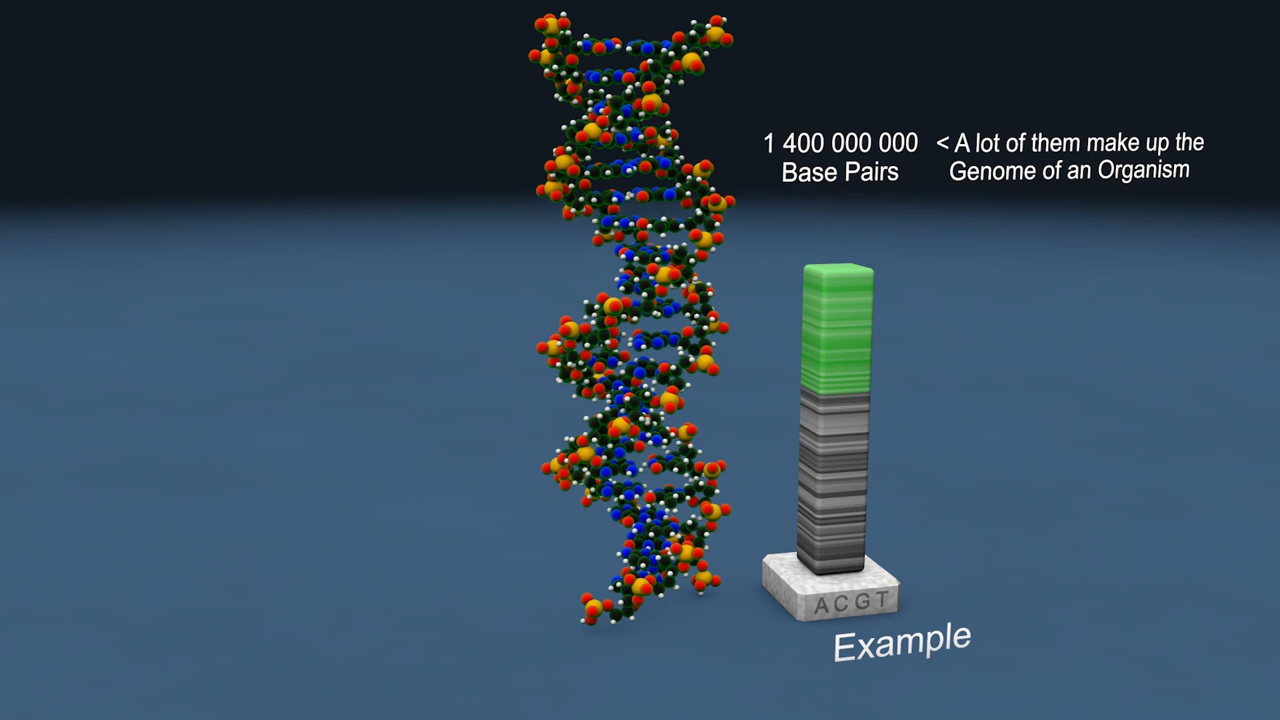 1 400 000 000
Base Pairs
< A lot of them make up the
Genome of an Organism
ACGT
Example